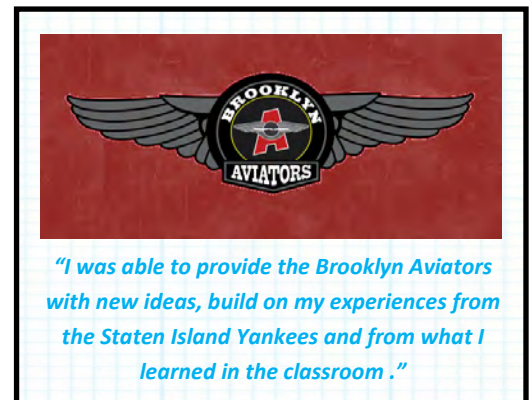 BROOKLYN
A
AVIATORS
“I was able to provide the Brooklyn Aviators
with new ideas, build on my experiences from
the Staten Island Yankees and from what I
learned in the classroom .”